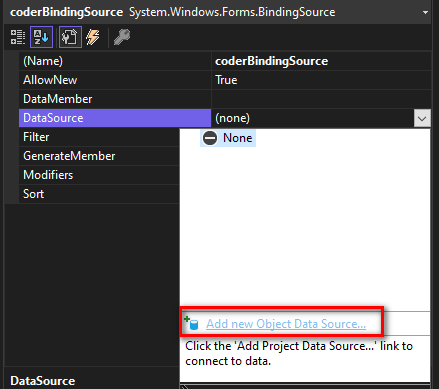 coderBindingSource System.Windows.Forms.BindingSource
(Name) coderBindingSource
AllowNew True
DataMember
DataSource (none)
Filter None
GenerateMember
Modifiers
Sort
Add new Object Data Source...
Click the 'Add Project Data Source...' link to
connect to data.
DataSource